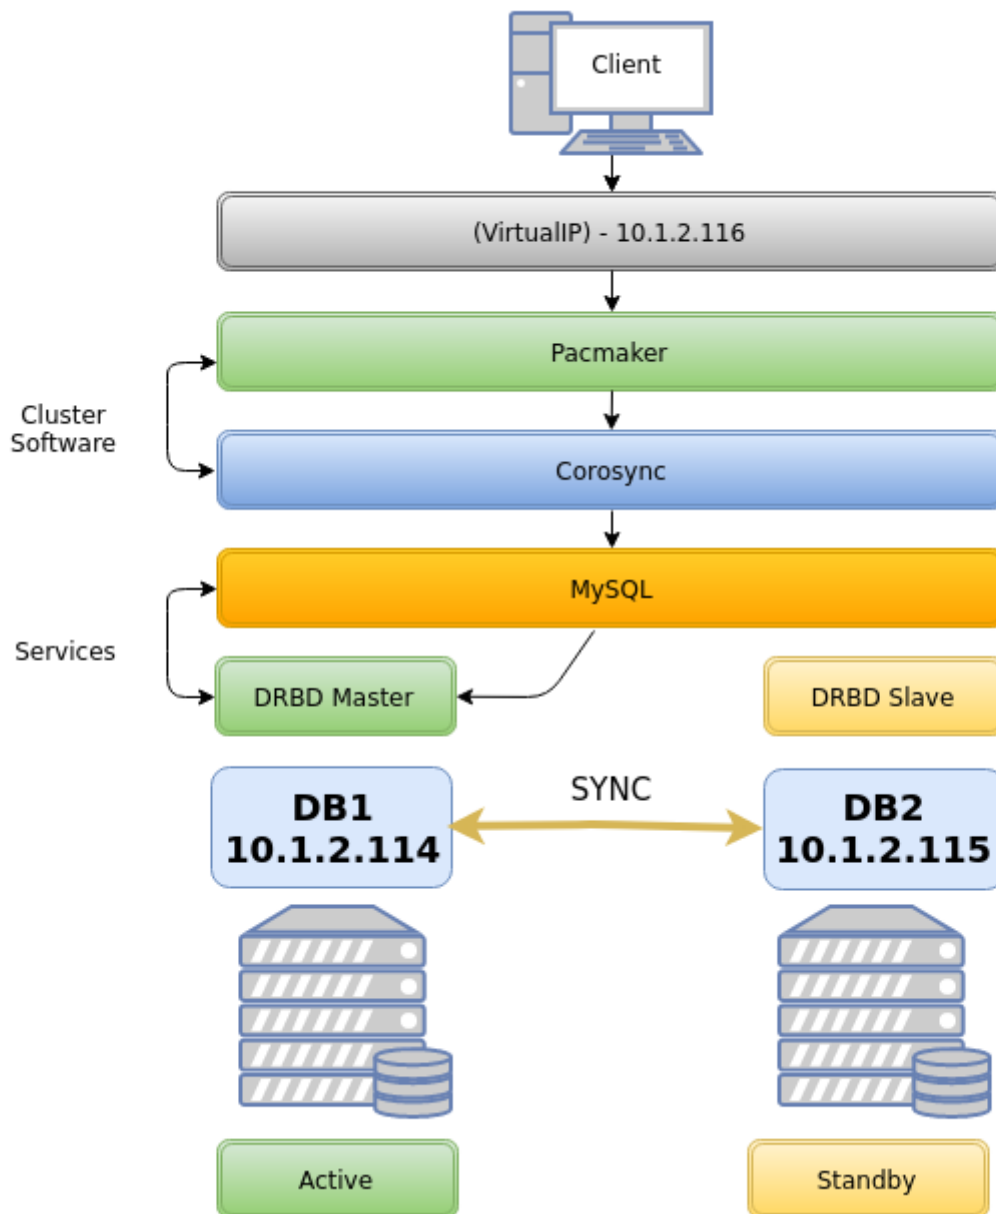 Client
(VirtualIP) - 10.1.2.116
Pacmaker
Cluster
Software
Corosync
MySQL
Services
DRBD Master
DRBD Slave
SYNC
DB1
10.1.2.114
DB2
10.1.2.115
Active
Standby